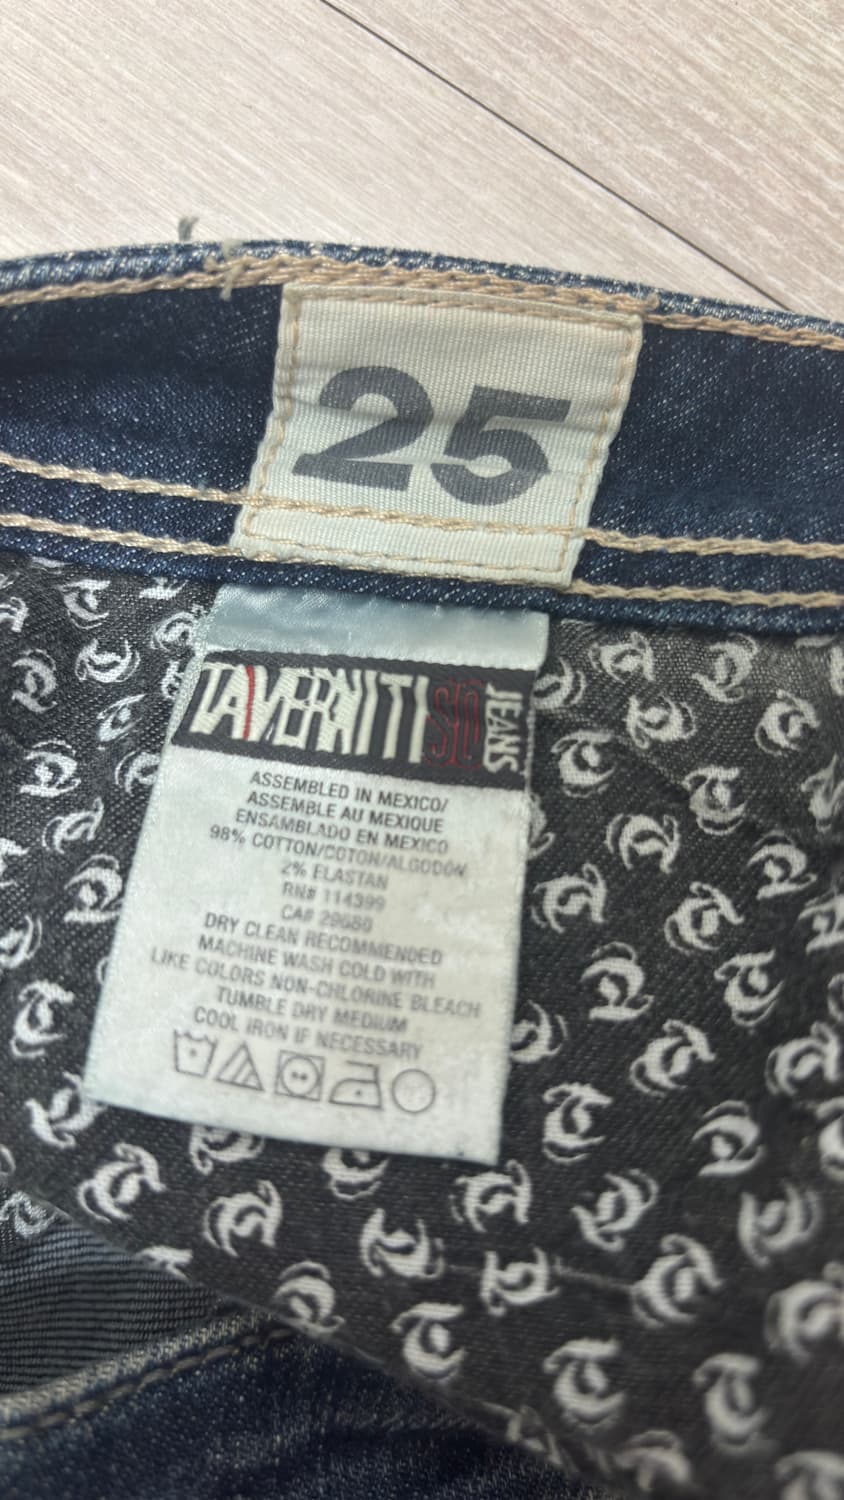 25
TAVERNITI SO JEANS
ASSEMBLED IN MEXICO/
ASSEMBLE AU MEXIQUE
ENSAMBLADO EN MEXICO
98% COTTON/COTON/ALGODÓN
2% ELASTAN
RN# 114399
CA# 29680
DRY CLEAN RECOMMENDED
MACHINE WASH COLD WITH
LIKE COLORS NON-CHLORINE BLEACH
TUMBLE DRY MEDIUM
COOL IRON IF NECESSARY